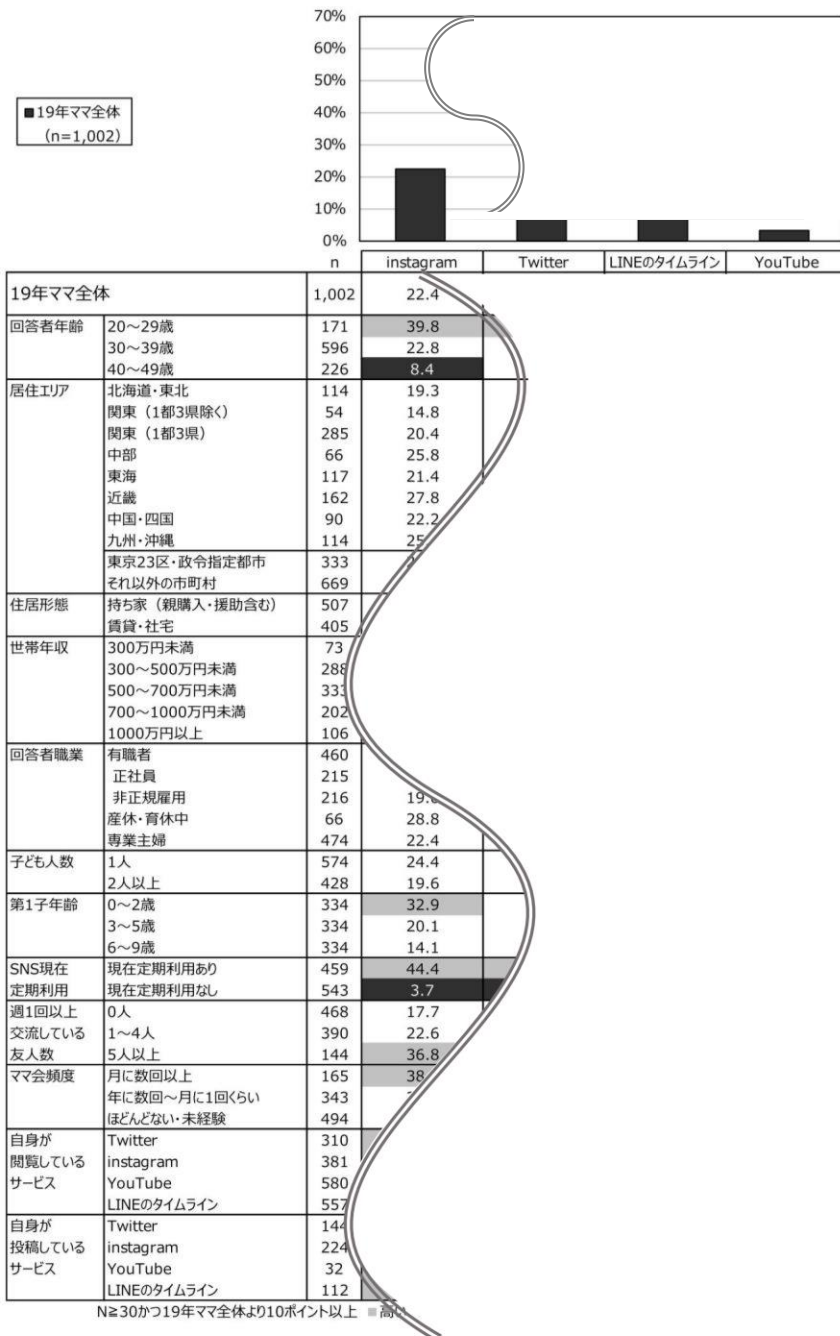 70%
60%
50%
40%
30%
20%
10%
0%
■19年ママ全体
(n=1,002)
n instagram Twitter LINEのタイムライン YouTube
19年ママ全体 1,002 22.4
回答者年齢 20～29歳 171 39.8
30～39歳 596 22.8
40～49歳 226 8.4
居住エリア 北海道・東北 114 19.3
関東（1都3県除く） 54 14.8
関東（1都3県） 285 20.4
中部 66 25.8
東海 117 21.4
近畿 162 27.8
中国・四国 90 22.2
九州・沖縄 114 25
東京23区・政令指定都市 333
それ以外の市町村 669
住居形態 持ち家（親購入・援助含む） 507
賃貸・社宅 405
世帯年収 300万円未満 73
300～500万円未満 288
500～700万円未満 333
700～1000万円未満 202
1000万円以上 106
回答者職業 有職者 460
正社員 215
非正規雇用 216 19.
産休・育休中 66 28.8
専業主婦 474 22.4
子ども人数 1人 574 24.4
2人以上 428 19.6
第1子年齢 0～2歳 334 32.9
3～5歳 334 20.1
6～9歳 334 14.1
SNS現在 現在定期利用あり 459 44.4
定期利用 現在定期利用なし 543 3.7
週1回以上 0人 468 17.7
交流している 1～4人 390 22.6
友人数 5人以上 144 36.8
ママ会頻度 月に数回以上 165 38
年に数回～月に1回くらい 343
ほとんどない・未経験 494
自身が Twitter 310
閲覧している instagram 381
サービス YouTube 580
LINEのタイムライン 557
自身が Twitter 144
投稿している instagram 224
サービス YouTube 32
LINEのタイムライン 112
N≧30かつ19年ママ全体より10ポイント以上 ■高い